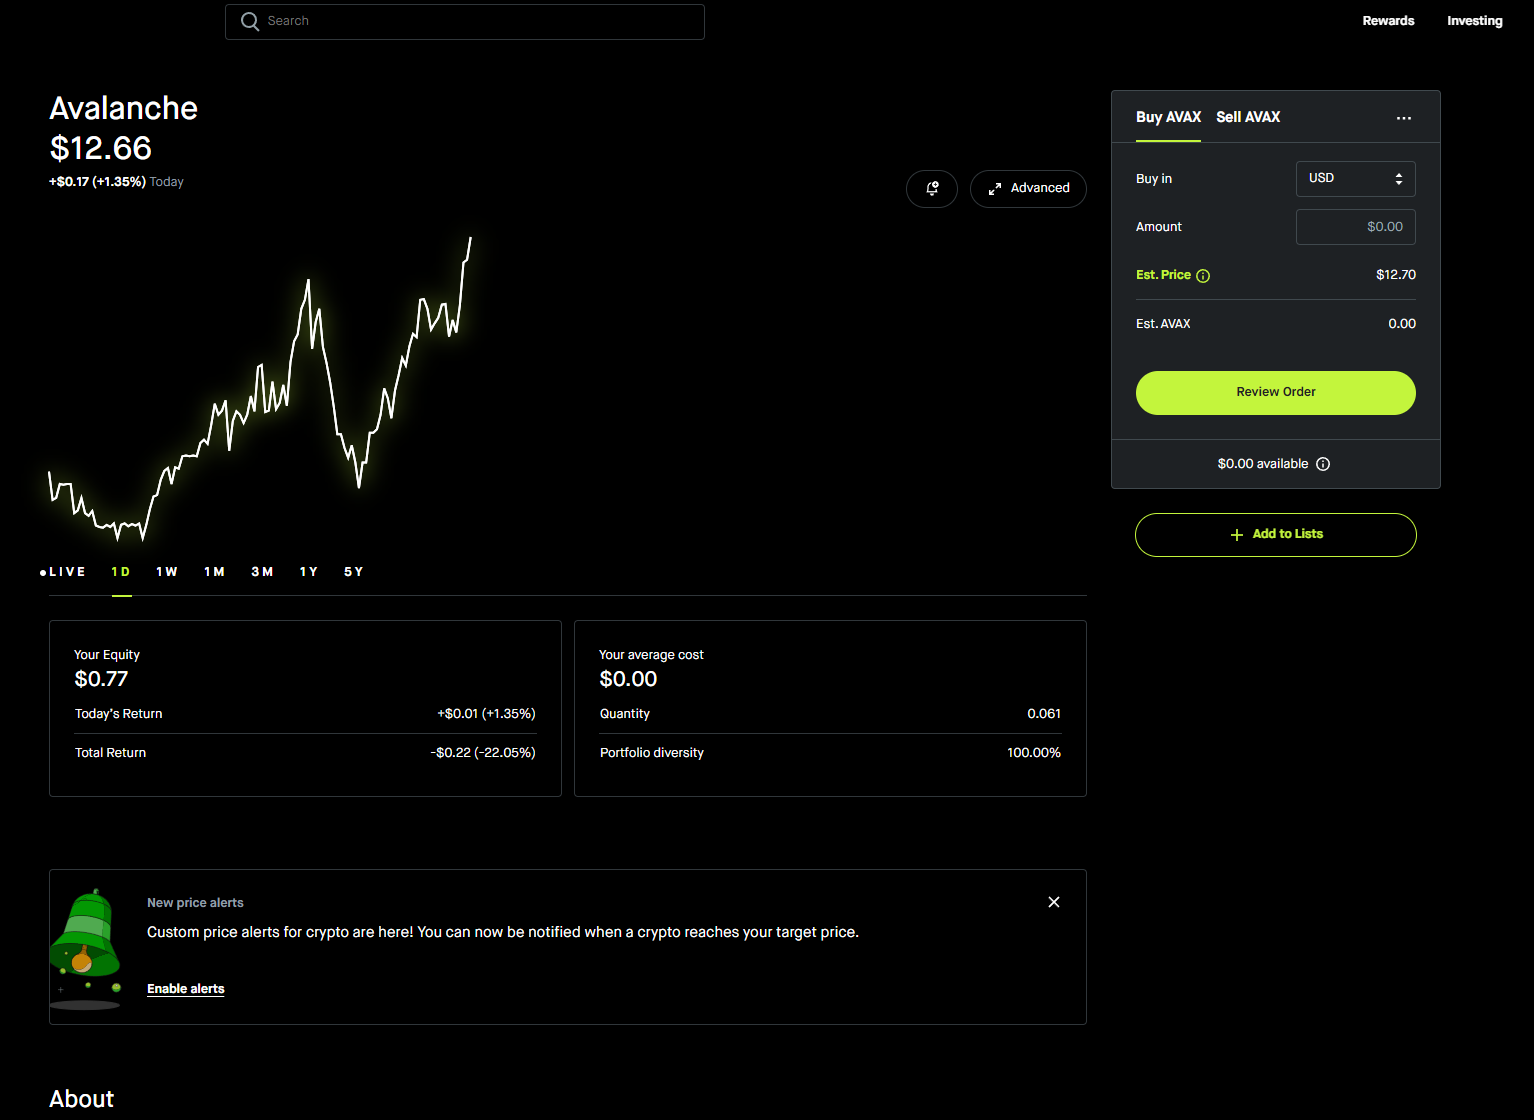 Search
Rewards
Investing
Avalanche
$12.66
+$0.17 (+1.35%) Today
Advanced
LIVE 1D 1W 1M 3M 1Y 5Y
Your Equity
$0.77
Today's Return +$0.01 (+1.35%)
Total Return -$0.22 (-22.05%)
Your average cost
$0.00
Quantity 0.061
Portfolio diversity 100.00%
New price alerts
Custom price alerts for crypto are here! You can now be notified when a crypto reaches your target price.
Enable alerts
About
Buy AVAX Sell AVAX
Buy in USD
Amount $0.00
Est. Price $12.70
Est. AVAX 0.00
Review Order
$0.00 available
Add to Lists